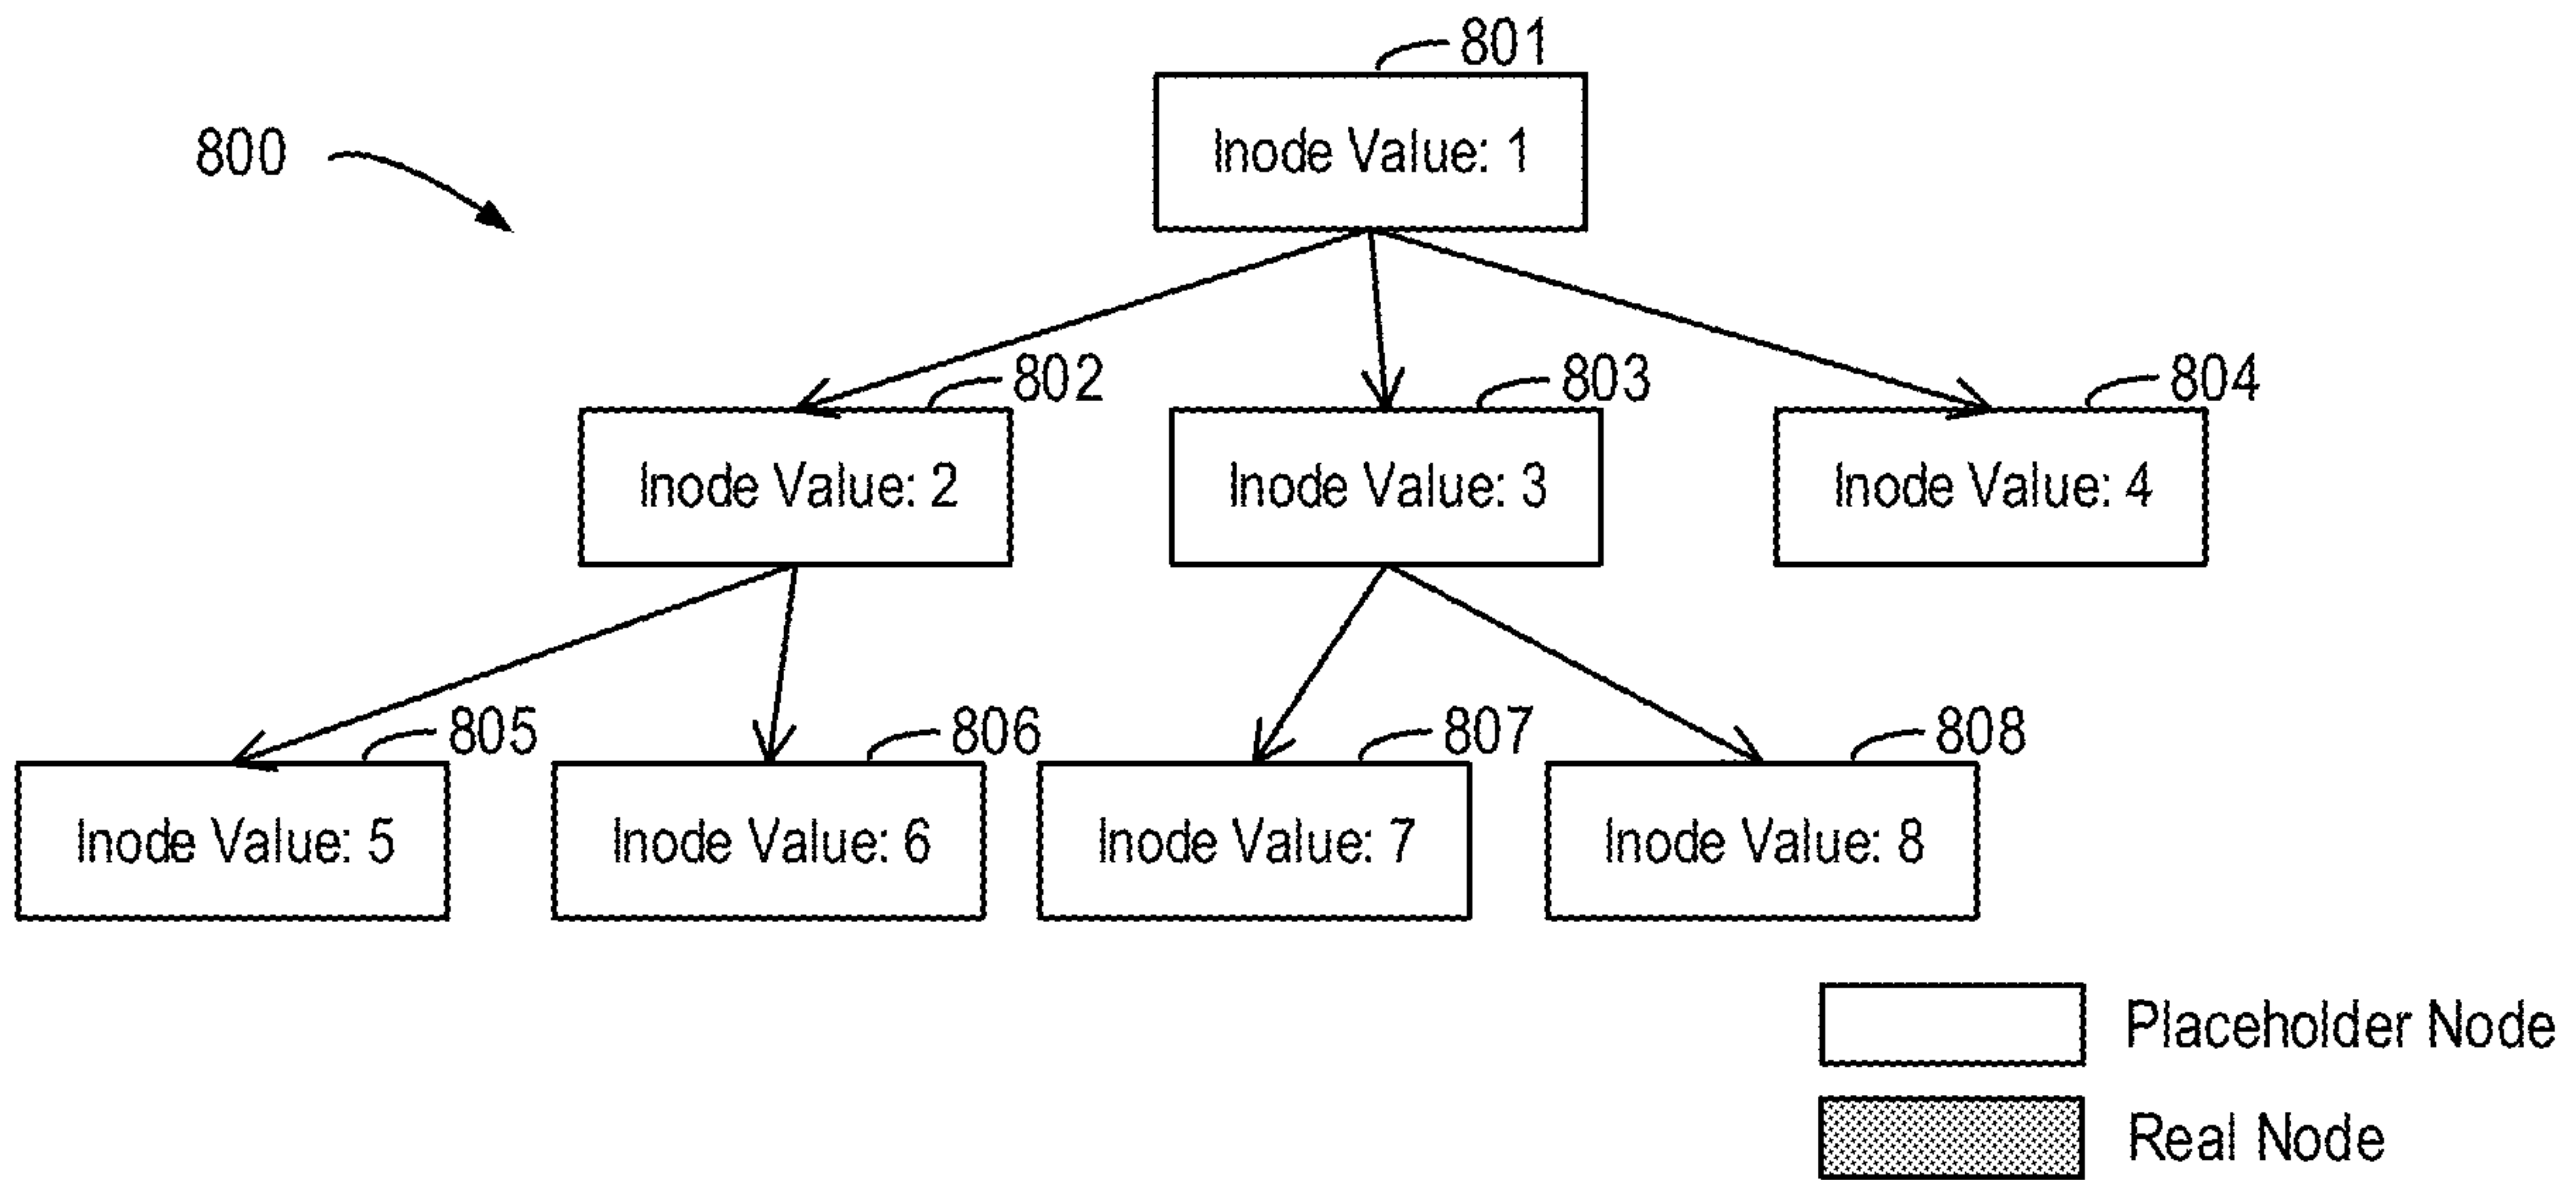 801
800
Inode Value: 1
802
803
804
Inode Value: 2
Inode Value: 3
Inode Value: 4
805
806
807
808
Inode Value: 5
Inode Value: 6
Inode Value: 7
Inode Value: 8
Placeholder Node
Real Node